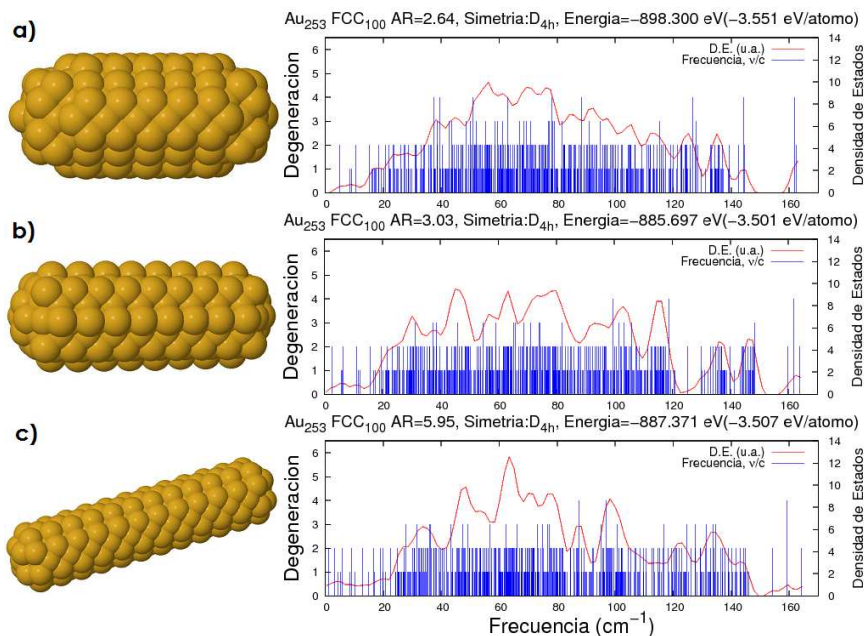 a)
Au253 FCC100 AR=2.64, Simetria:D4h, Energia=−898.300 eV(−3.551 eV/atomo)
D.E. (u.a.)
Frecuencia, ν/c
Degeneracion
Densidad de Estados
6
5
4
3
2
1
0
14
12
10
8
6
4
2
0
0 20 40 60 80 100 120 140 160
b)
Au253 FCC100 AR=3.03, Simetria:D4h, Energia=−885.697 eV(−3.501 eV/atomo)
D.E. (u.a.)
Frecuencia, ν/c
Degeneracion
Densidad de Estados
6
5
4
3
2
1
0
14
12
10
8
6
4
2
0
0 20 40 60 80 100 120 140 160
c)
Au253 FCC100 AR=5.95, Simetria:D4h, Energia=−887.371 eV(−3.507 eV/atomo)
D.E. (u.a.)
Frecuencia, ν/c
Degeneracion
Densidad de Estados
6
5
4
3
2
1
0
14
12
10
8
6
4
2
0
0 20 40 60 80 100 120 140 160
Frecuencia (cm−1)